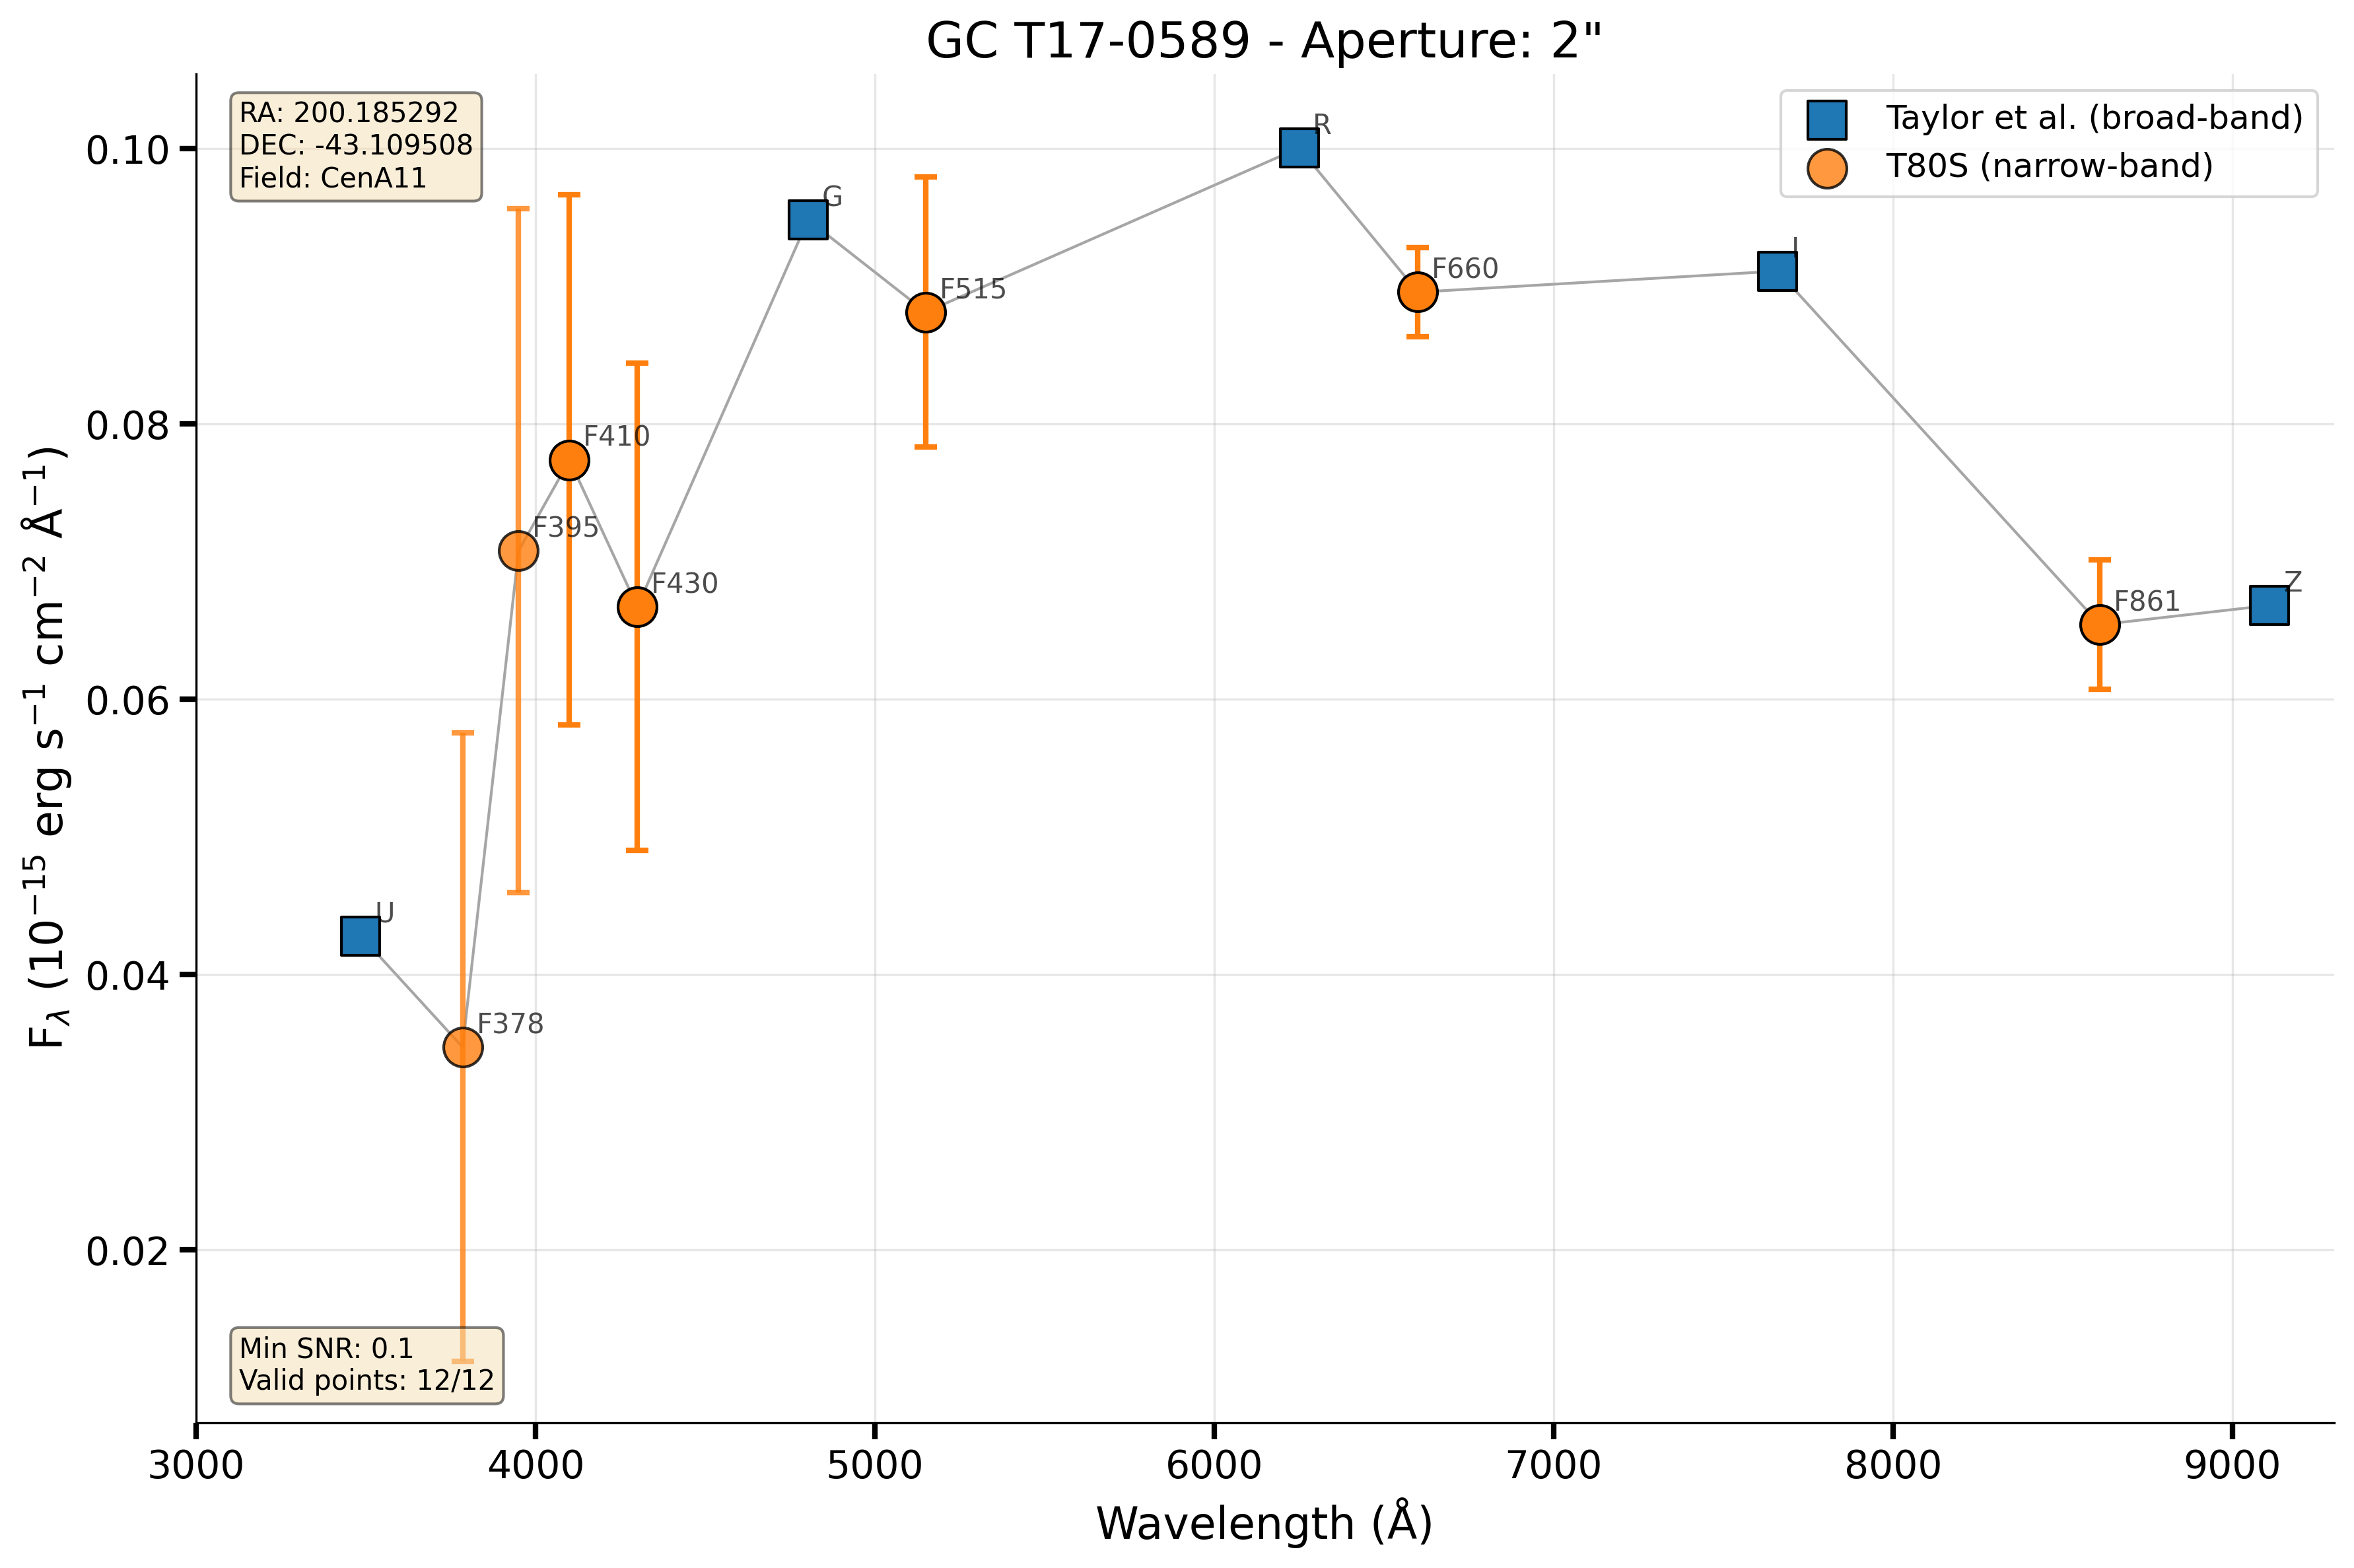 GC T17-0589 - Aperture: 2"
RA: 200.185292
DEC: -43.109508
Field: CenA11
Taylor et al. (broad-band)
T80S (narrow-band)
R
G
I
F515
F660
F410
F395
F430
F861
Z
U
F378
Min SNR: 0.1
Valid points: 12/12
0.10
0.08
0.06
0.04
0.02
F_λ (10⁻¹⁵ erg s⁻¹ cm⁻² Å⁻¹)
3000 4000 5000 6000 7000 8000 9000
Wavelength (Å)